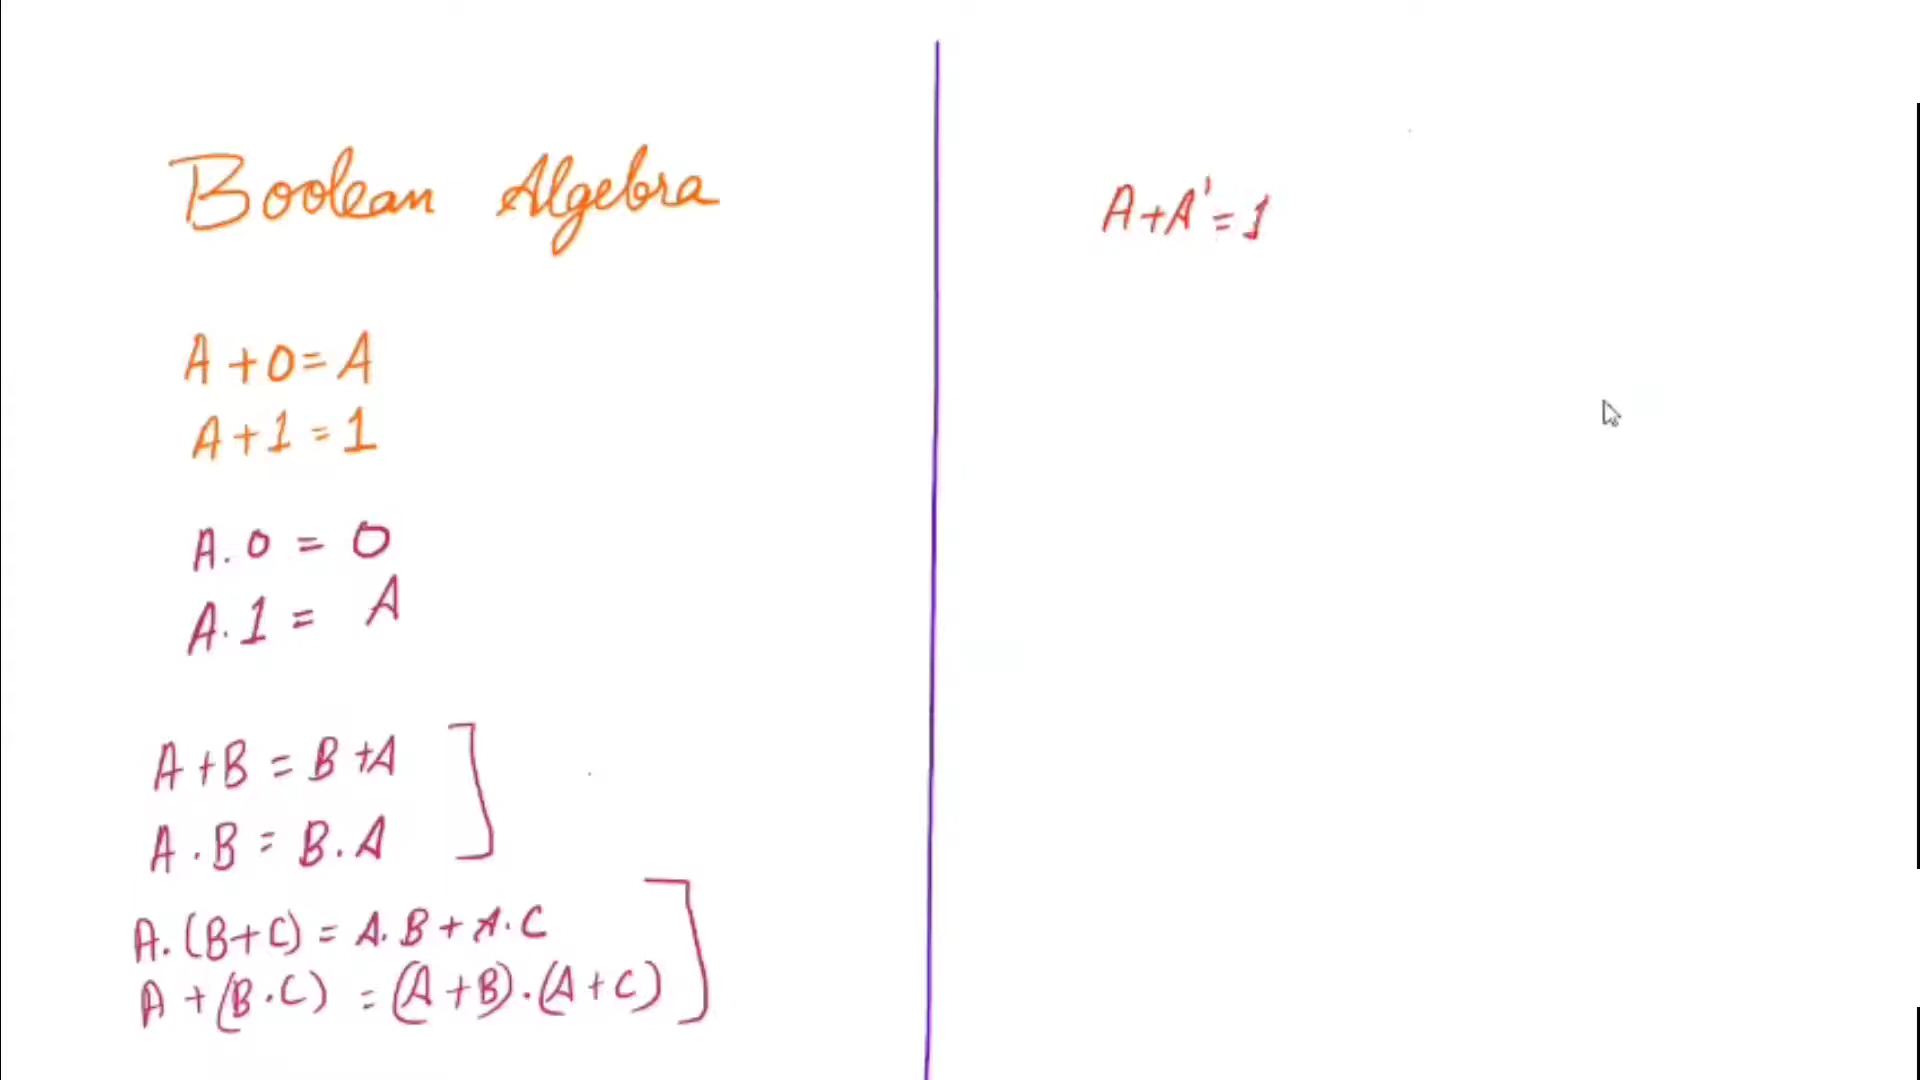 Boolean Algebra
A + 0 = A
A + 1 = 1
A . 0 = 0
A . 1 = A
A + B = B + A
A . B = B . A
A . (B + C) = A . B + A . C
A + (B . C) = (A + B) . (A + C)
A + A' = 1